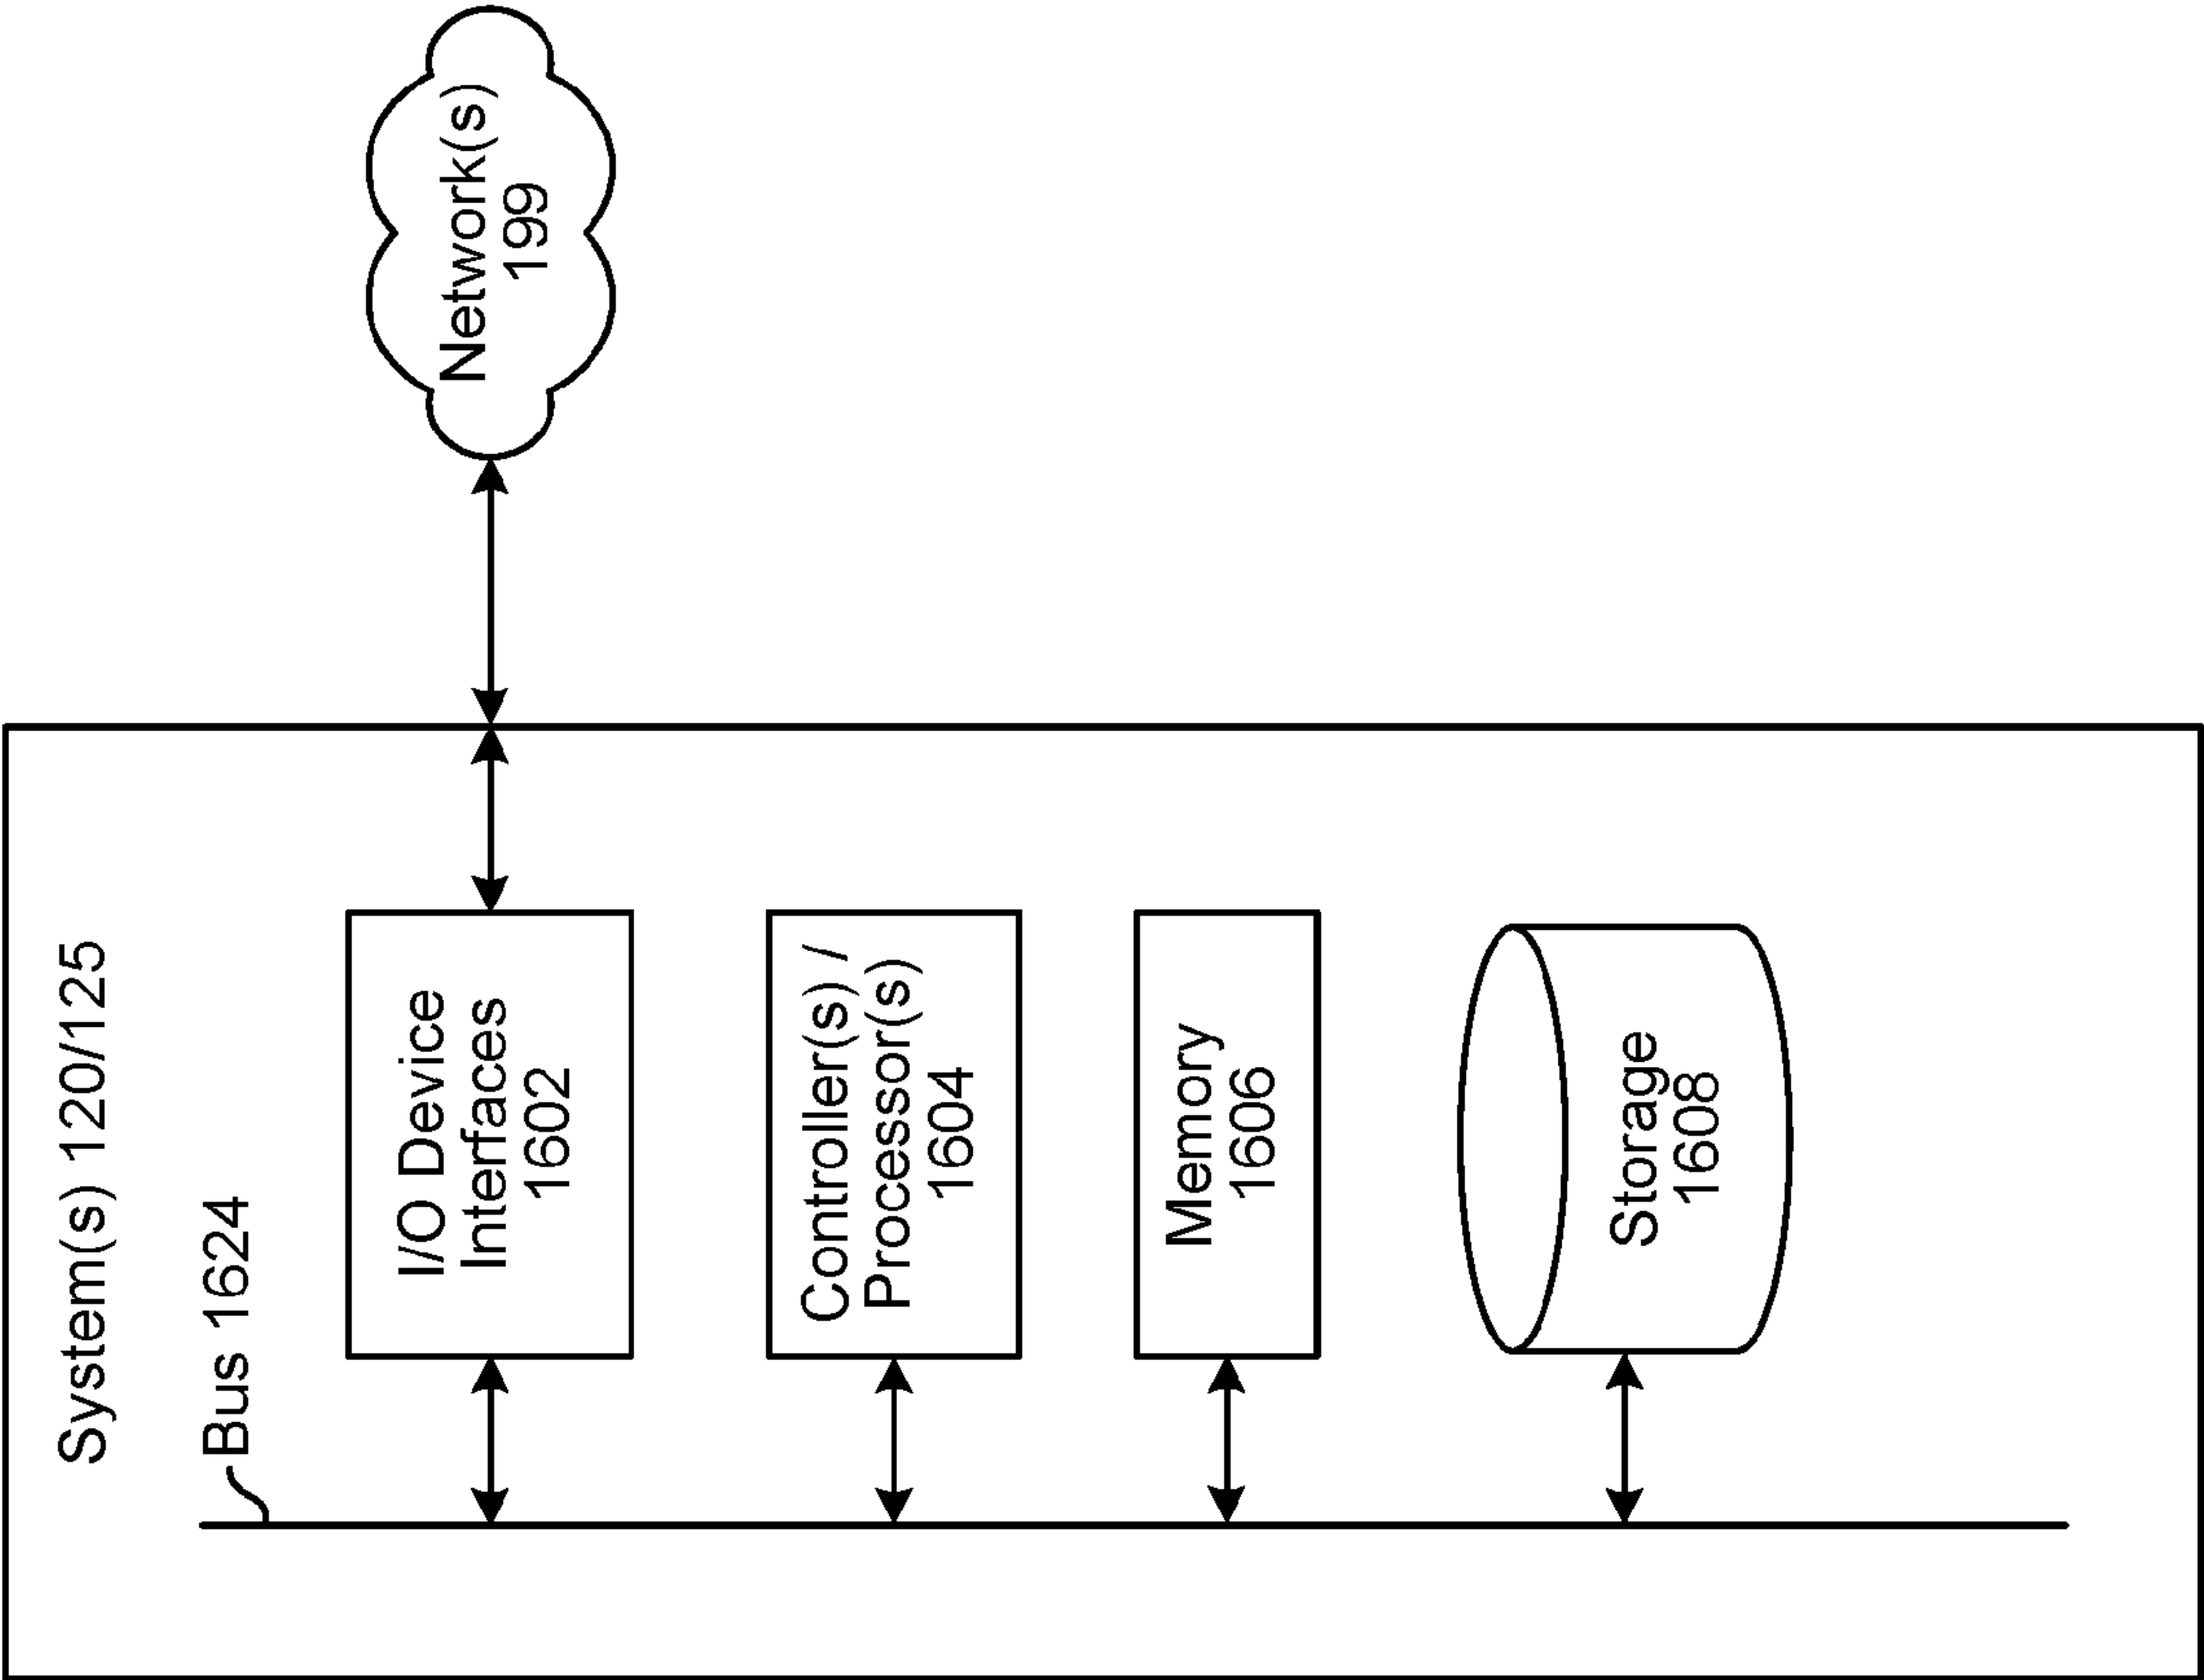 System(s) 120/125
Bus 1624
I/O Device
Interfaces
1602
Network(s)
199
Controller(s) /
Processor(s)
1604
Memory
1606
Storage
1608